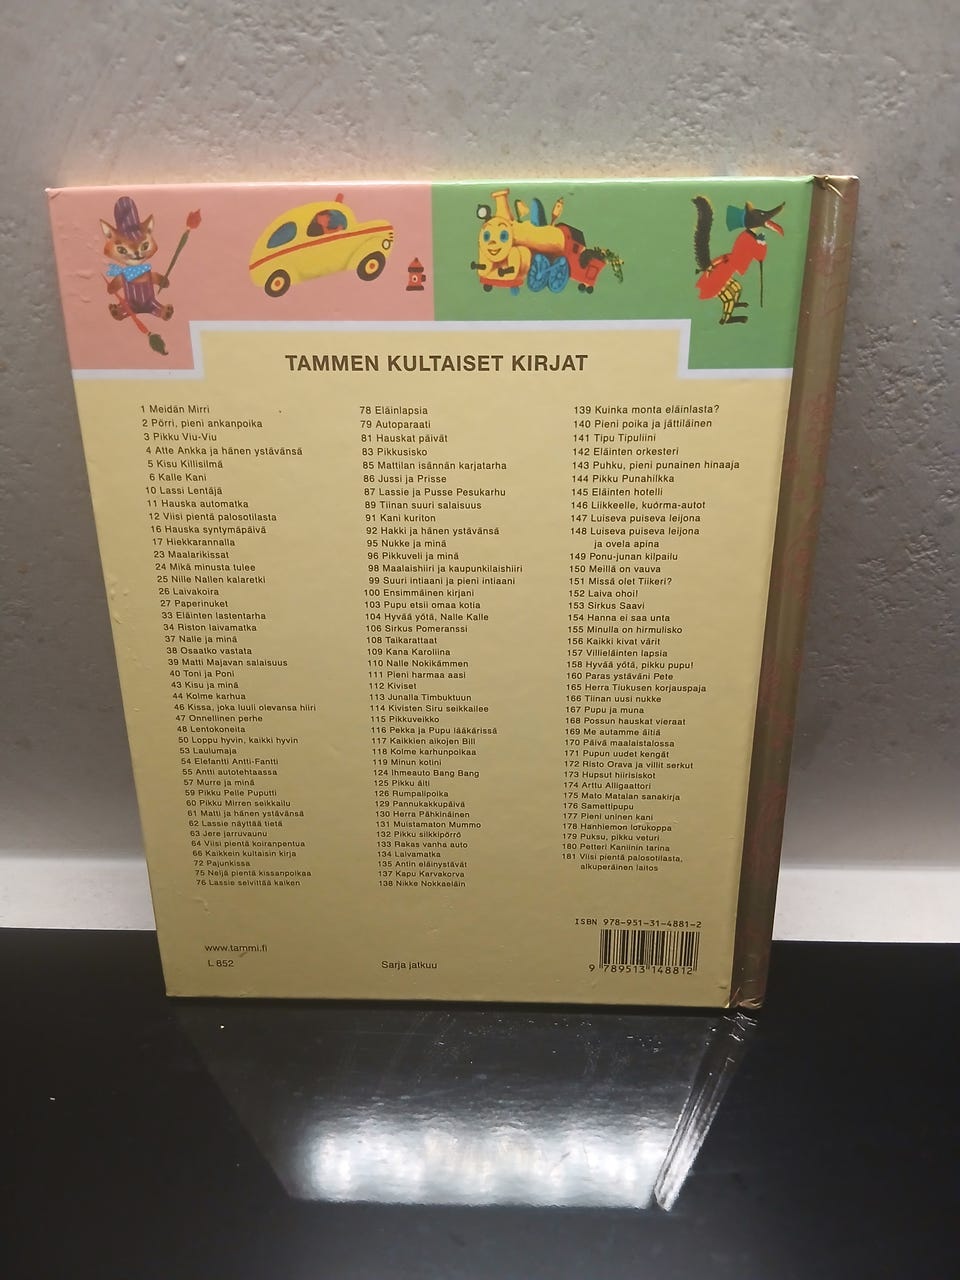 TAMMEN KULTAISET KIRJAT
1 Meidän Mirri
2 Pörri, pieni ankanpoika
3 Pikku Viu-Viu
4 Atte Ankka ja hänen ystävänsä
5 Kisu Killisilmä
6 Kalle Kani
10 Lassi Lentäjä
11 Hauska automatka
12 Viisi pientä palosotilasta
16 Hauska syntymäpäivä
17 Hiekkarannalla
23 Maalarikissat
24 Mikä minusta tulee
25 Nille Nallen kalaretki
26 Laivakoira
27 Paperinuket
33 Eläinten lastentarha
34 Riston laivamatka
37 Nalle ja minä
38 Osaatko vastata
39 Matti Majavan salaisuus
40 Toni ja Poni
43 Kisu ja minä
44 Kolme karhua
46 Kissa, joka luuli olevansa hiiri
47 Onnellinen perhe
48 Lentokoneita
50 Loppu hyvin, kaikki hyvin
53 Laulumaja
54 Elefantti Antti-Fantti
55 Antti autotehtaassa
57 Murre ja minä
59 Pikku Pelle Puputti
60 Pikku Mirren seikkailu
61 Matti ja hänen ystävänsä
62 Lassie näyttää tietä
63 Jere jarruvaunu
64 Viisi pientä koiranpentua
66 Kaikkein kultaisin kirja
72 Pajunkissa
75 Neljä pientä kissanpoikaa
76 Lassie selvittää kaiken
78 Eläinlapsia
79 Autoparaati
81 Hauskat päivät
83 Pikkusisko
85 Mattilan isännän karjatarha
86 Jussi ja Prisse
87 Lassie ja Pusse Pesukarhu
89 Tiinan suuri salaisuus
91 Kani kuriton
92 Hakki ja hänen ystävänsä
95 Nukke ja minä
96 Pikkuveli ja minä
98 Maalaishiiri ja kaupunkilaishiiri
99 Suuri intiaani ja pieni intiaani
100 Ensimmäinen kirjani
103 Pupu etsii omaa kotia
104 Hyvää yötä, Nalle Kalle
106 Sirkus Pomeranssi
108 Taikarattaat
109 Kana Karoliina
110 Nalle Nokikämmen
111 Pieni harmaa aasi
112 Kiviset
113 Junalla Timbuktuun
114 Kivisten Siru seikkailee
115 Pikkuveikko
116 Pekka ja Pupu lääkärissä
117 Kaikkien aikojen Bill
118 Kolme karhunpoikaa
119 Minun kotini
124 Ihmeauto Bang Bang
125 Pikku äiti
126 Rumpalipoika
129 Pannukakkupäivä
130 Herra Pähkinäinen
131 Muistamaton Mummo
132 Pikku silkkipörrö
133 Rakas vanha auto
134 Laivamatka
135 Antin eläinystävät
137 Kapu Karvakorva
138 Nikke Nokkaeläin
139 Kuinka monta eläinlasta?
140 Pieni poika ja jättiläinen
141 Tipu Tipuliini
142 Eläinten orkesteri
143 Puhku, pieni punainen hinaaja
144 Pikku Punahilkka
145 Eläinten hotelli
146 Liikkeelle, kuorma-autot
147 Luiseva puiseva leijona
148 Luiseva puiseva leijona
ja ovela apina
149 Ponu-junan kilpailu
150 Meillä on vauva
151 Missä olet Tiikeri?
152 Laiva ohoi!
153 Sirkus Saavi
154 Hanna ei saa unta
155 Minulla on hirmulisko
156 Kaikki kivat värit
157 Villieläinten lapsia
158 Hyvää yötä, pikku pupu!
160 Paras ystäväni Pete
165 Herra Tiukusen korjauspaja
166 Tiinan uusi nukke
167 Pupu ja muna
168 Possun hauskat vieraat
169 Me autamme äitiä
170 Päivä maalaistalossa
171 Pupun uudet kengät
172 Risto Orava ja villit serkut
173 Hupsut hiirisiskot
174 Arttu Alligaattori
175 Mato Matalan sanakirja
176 Samettipupu
177 Pieni uninen kani
178 Hanhiemon lorukoppa
179 Puksu, pikku veturi
180 Petteri Kaniinin tarina
181 Viisi pientä palosotilasta,
alkuperäinen laitos
ISBN 978-951-31-4881-2
9 789513 148812
www.tammi.fi
L 852
Sarja jatkuu